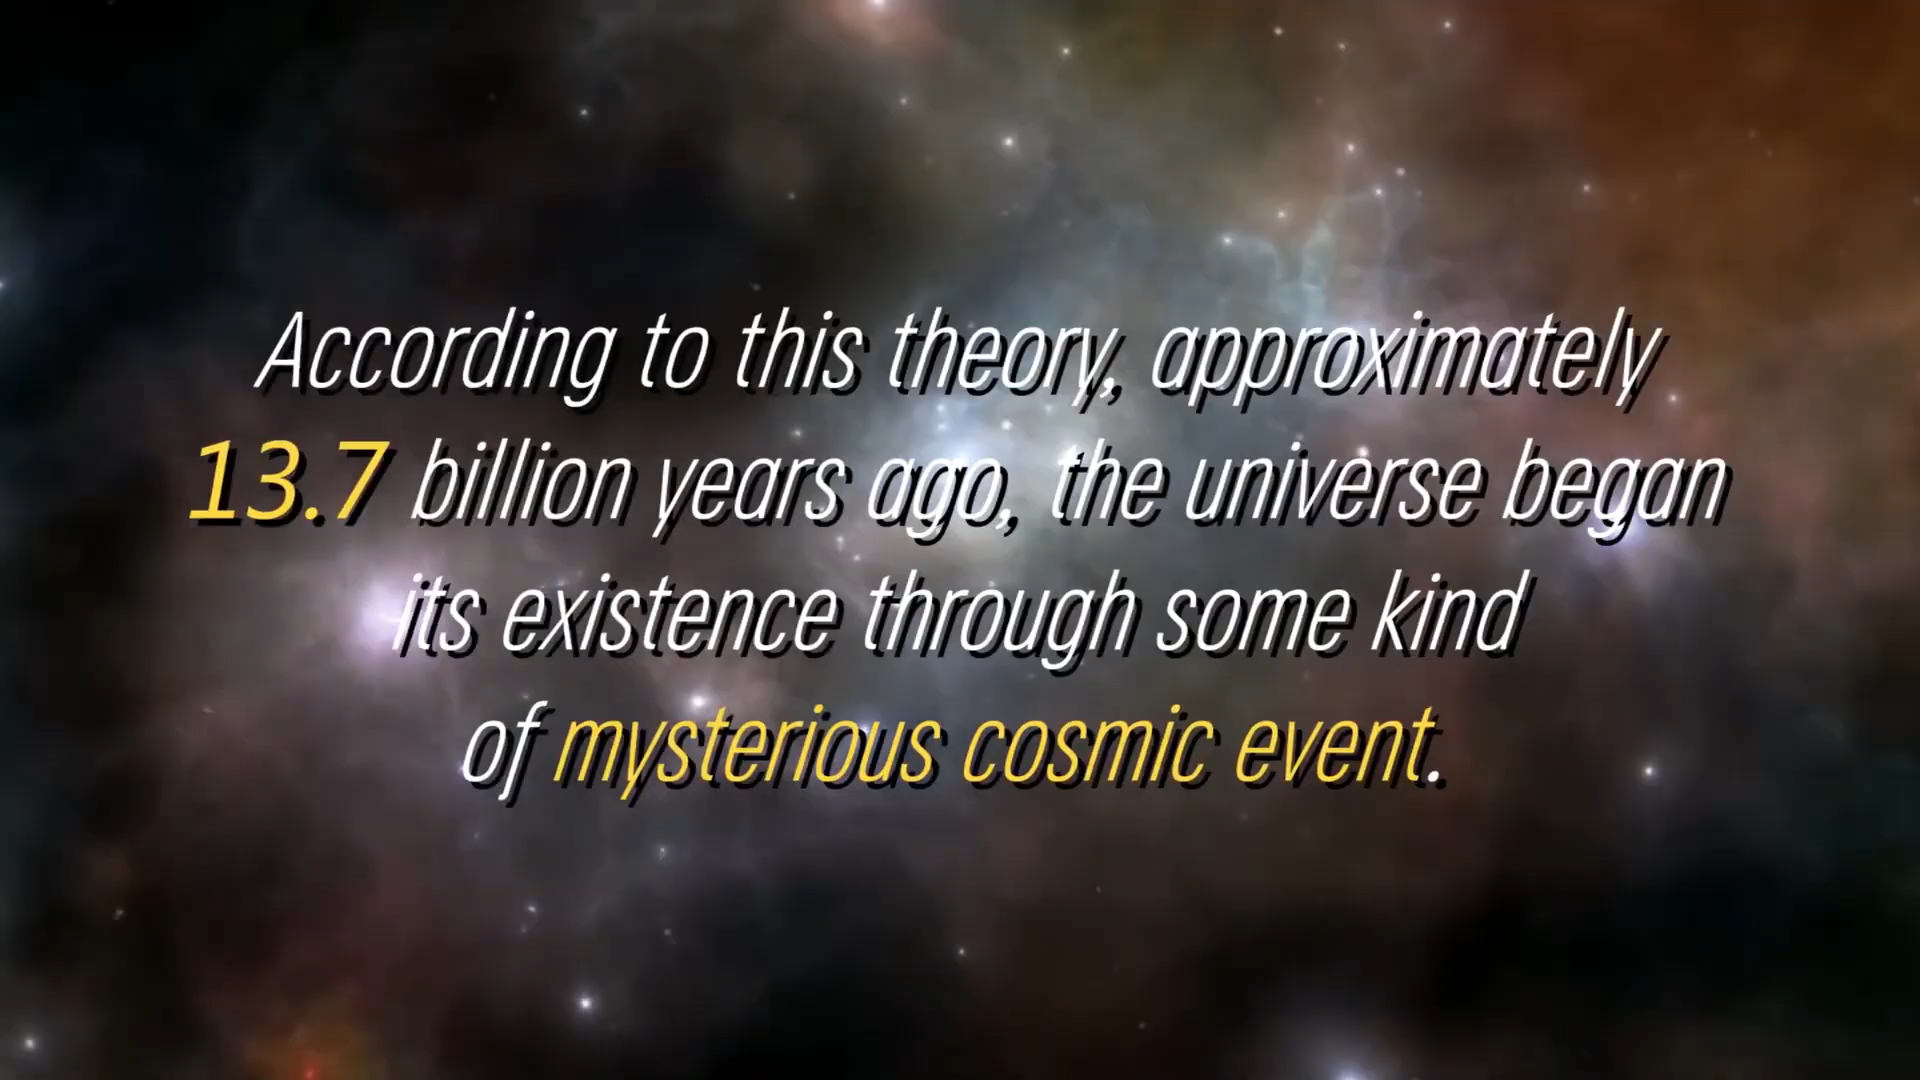 According to this theory, approximately
13.7 billion years ago, the universe began
its existence through some kind
of mysterious cosmic event.